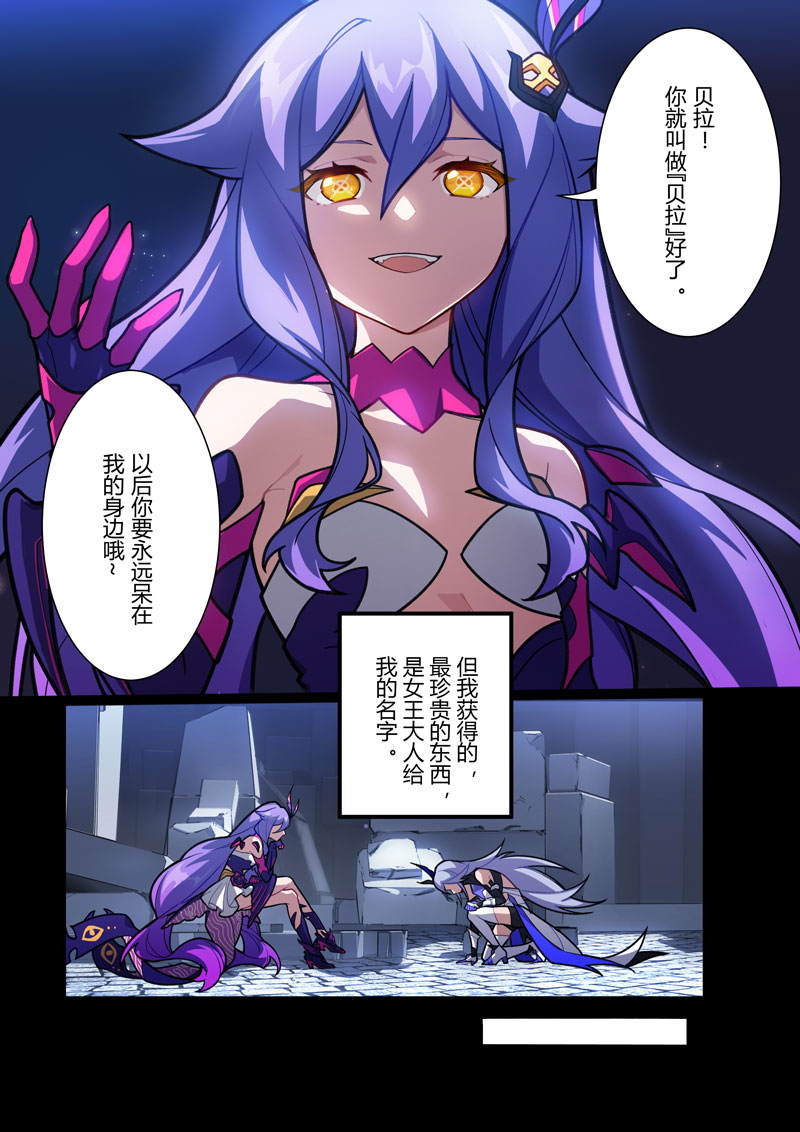 贝拉！
你就叫做『贝拉』好了。
以后你要永远呆在
我的身边哦~
但我获得的，
最珍贵的东西，
是女王大人给
我的名字。